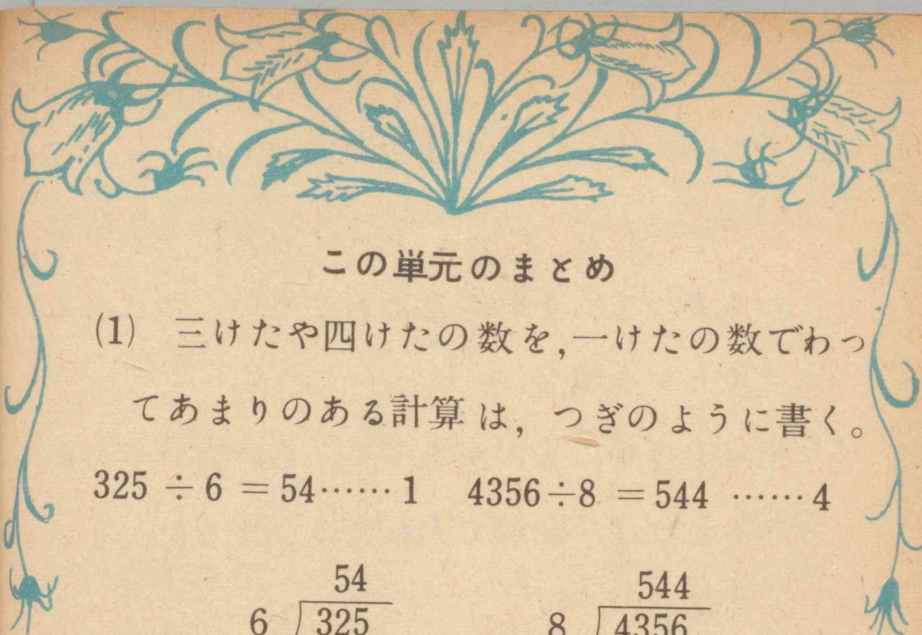 この単元のまとめ
(1) 三けたや四けたの数を,一けたの数でわっ
てあまりのある計算は, つぎのように書く。
325 ÷ 6 = 54…… 1 4356÷8 = 544 …… 4
54 544
6 325 8 4356